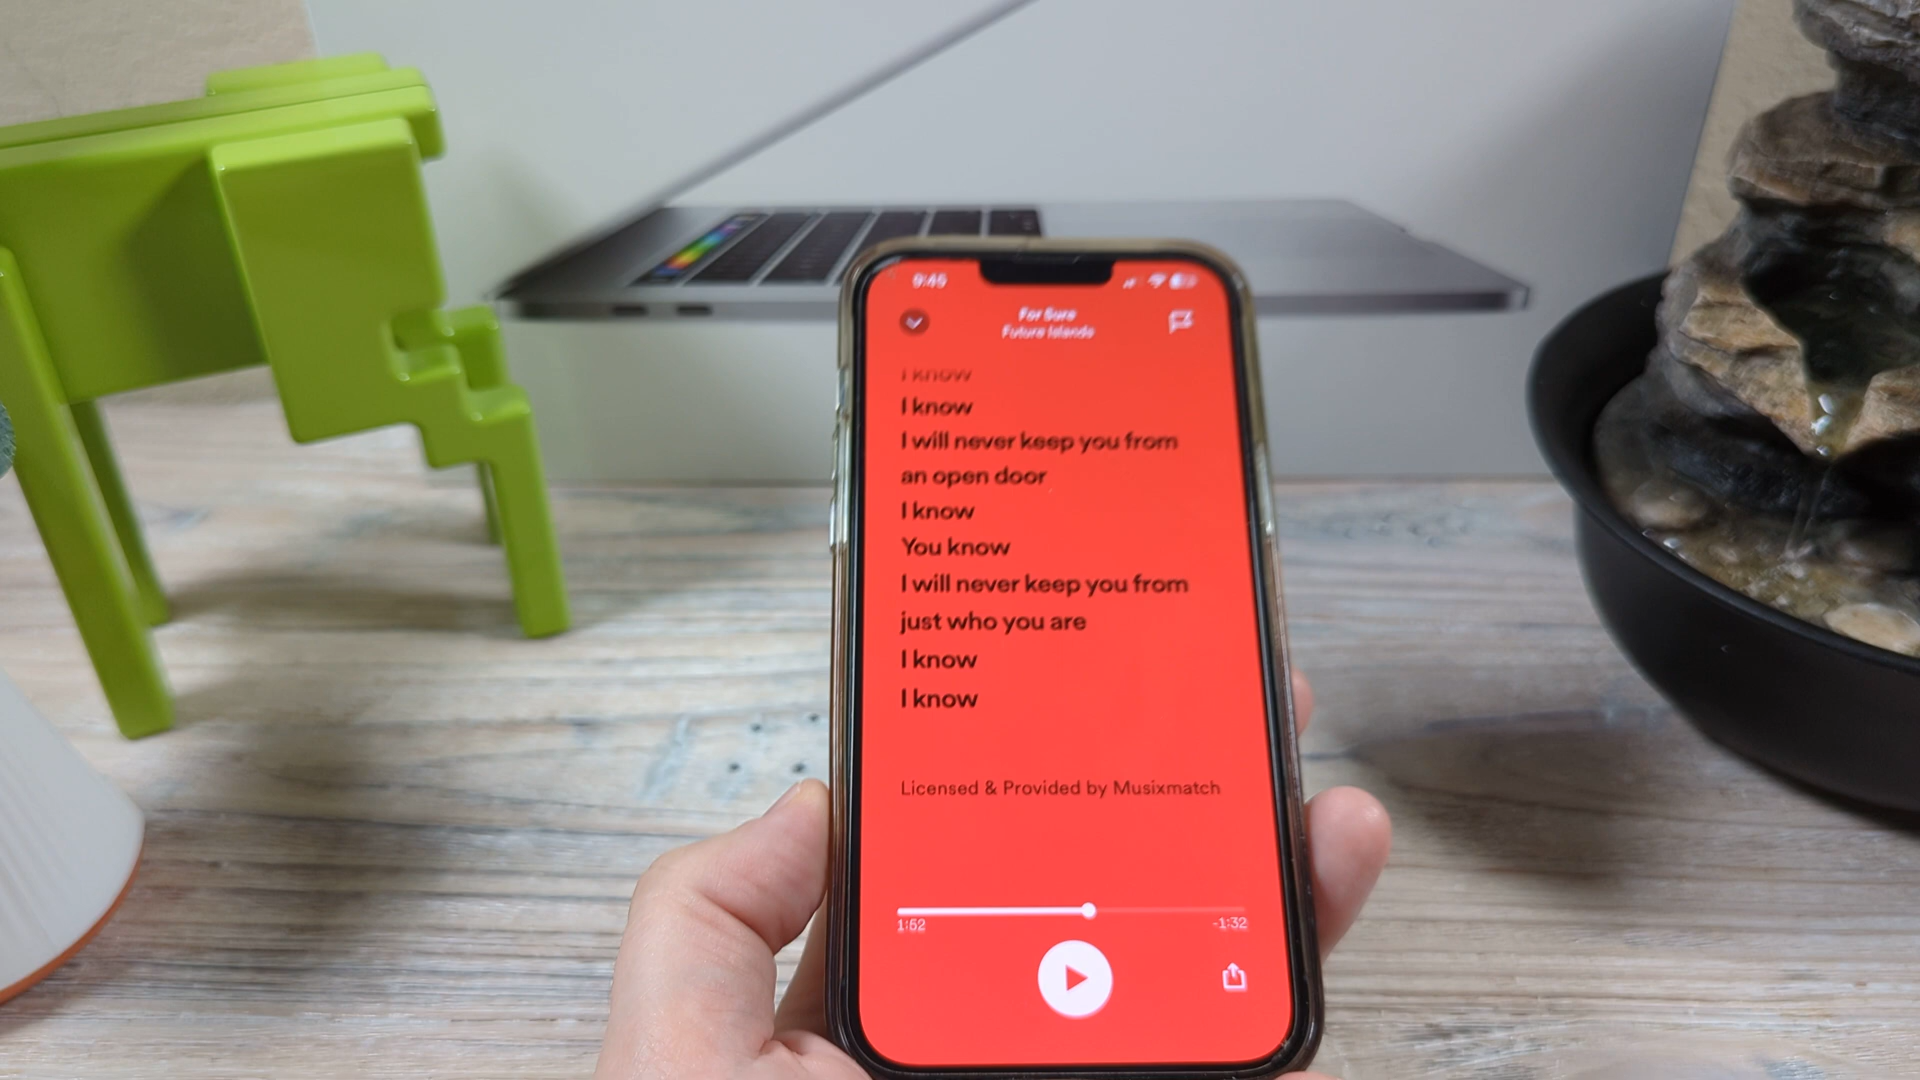 9:45
For Sure
Future Islands
I know
I know
I will never keep you from
an open door
I know
You know
I will never keep you from
just who you are
I know
I know
Licensed & Provided by Musixmatch
1:52
-1:32